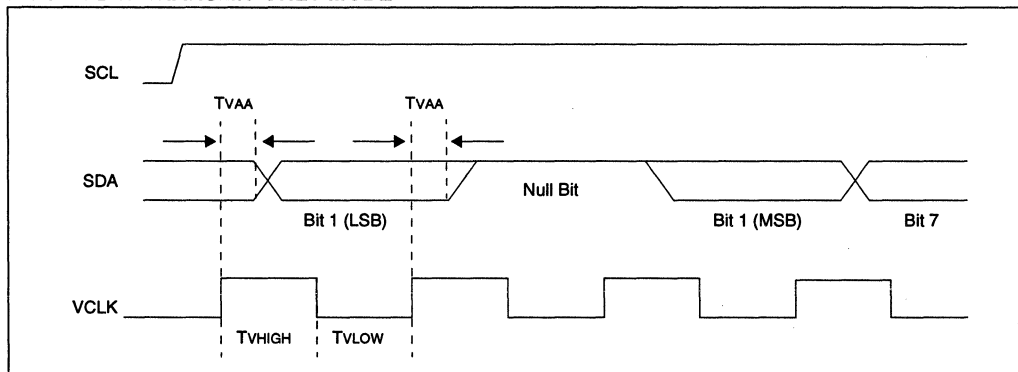 SCL
TVAA TVAA
SDA
Null Bit
Bit 1 (LSB) Bit 1 (MSB) Bit 7
VCLK
TVHIGH TVLOW